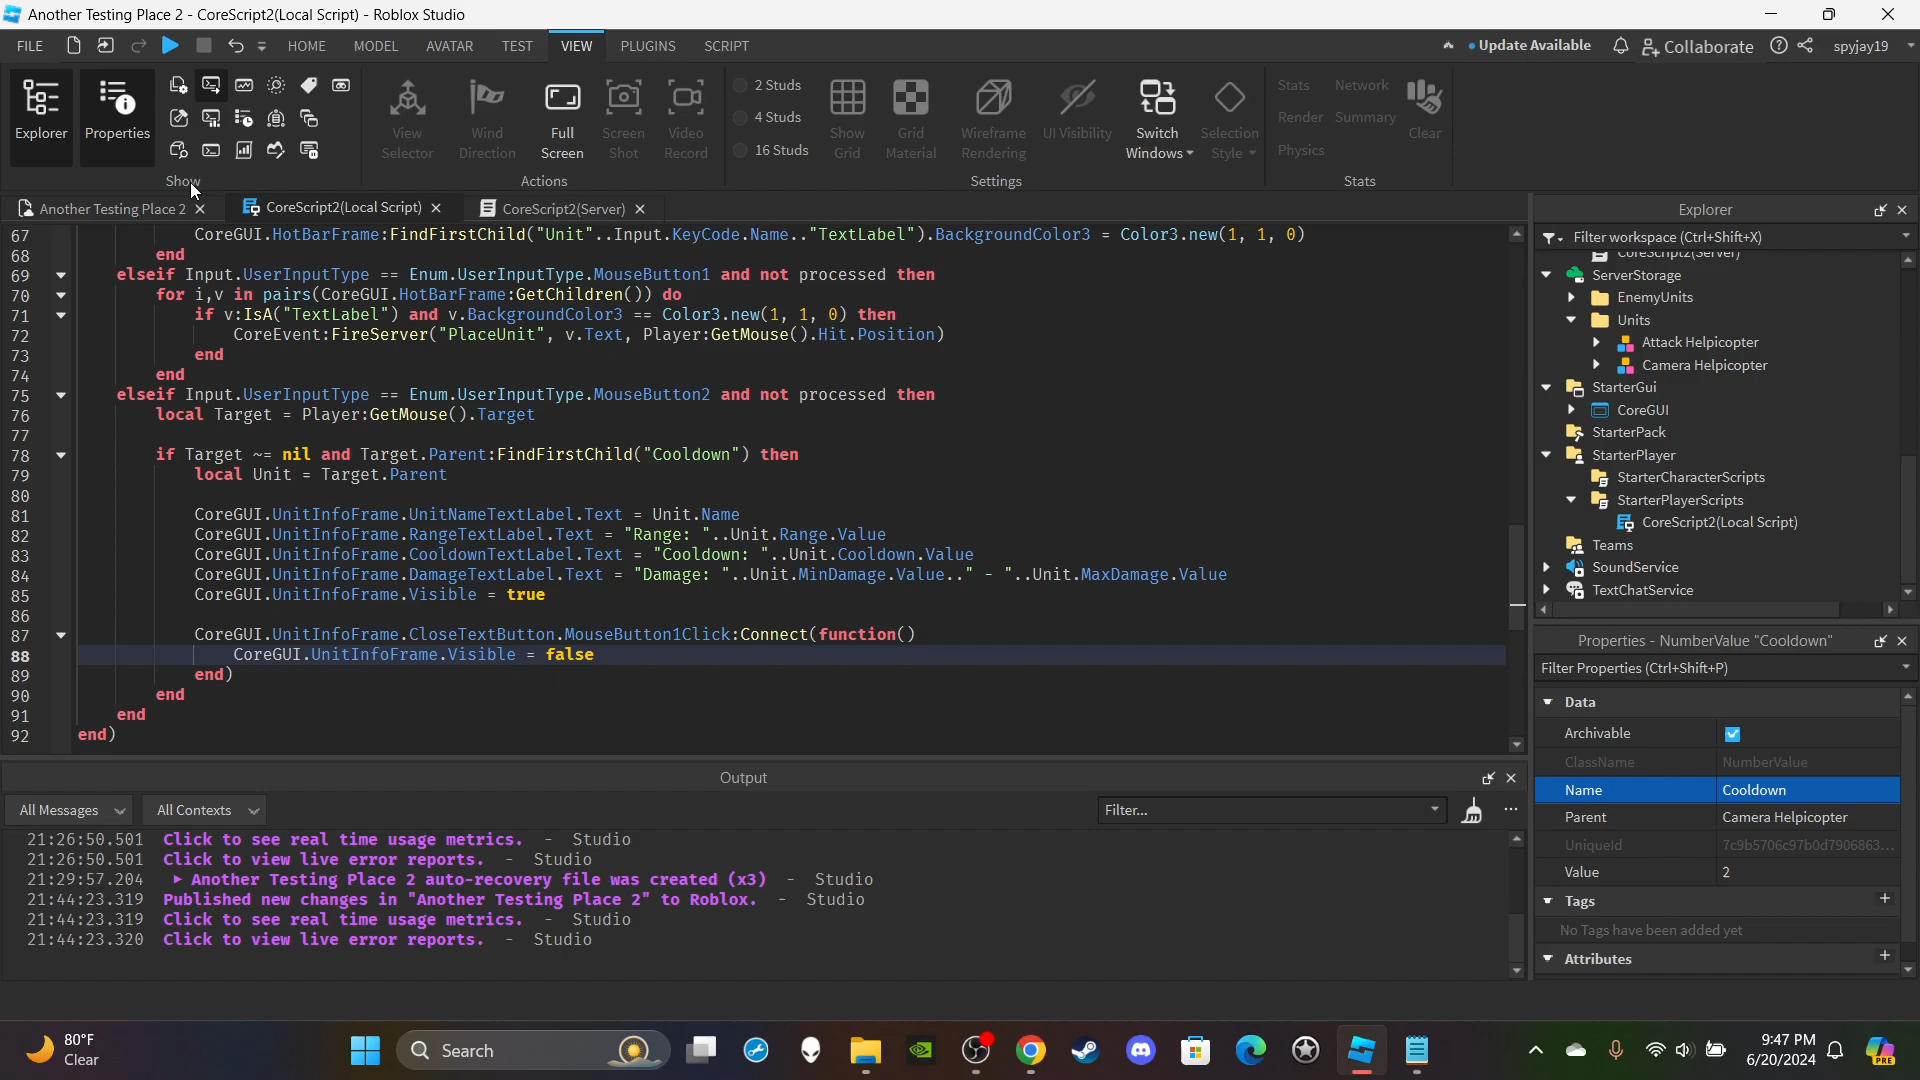 Another Testing Place 2 - CoreScript2(Local Script) - Roblox Studio
FILE HOME MODEL AVATAR TEST VIEW PLUGINS SCRIPT Update Available Collaborate spyjay19
Explorer Properties
Show
View Selector
Wind Direction
Full Screen
Screen Shot
Video Record
Actions
2 Studs
4 Studs
16 Studs
Show Grid
Grid Material
Wireframe Rendering
UI Visibility
Switch Windows
Selection Style
Settings
Stats Network
Render Summary
Physics
Clear
Stats
Another Testing Place 2 CoreScript2(Local Script) CoreScript2(Server)
67 CoreGUI.HotBarFrame:FindFirstChild("Unit"..Input.KeyCode.Name.."TextLabel").BackgroundColor3 = Color3.new(1, 1, 0)
68 end
69 elseif Input.UserInputType == Enum.UserInputType.MouseButton1 and not processed then
70 for i,v in pairs(CoreGUI.HotBarFrame:GetChildren()) do
71 if v:IsA("TextLabel") and v.BackgroundColor3 == Color3.new(1, 1, 0) then
72 CoreEvent:FireServer("PlaceUnit", v.Text, Player:GetMouse().Hit.Position)
73 end
74 end
75 elseif Input.UserInputType == Enum.UserInputType.MouseButton2 and not processed then
76 local Target = Player:GetMouse().Target
77
78 if Target ~= nil and Target.Parent:FindFirstChild("Cooldown") then
79 local Unit = Target.Parent
80
81 CoreGUI.UnitInfoFrame.UnitNameTextLabel.Text = Unit.Name
82 CoreGUI.UnitInfoFrame.RangeTextLabel.Text = "Range: "..Unit.Range.Value
83 CoreGUI.UnitInfoFrame.CooldownTextLabel.Text = "Cooldown: "..Unit.Cooldown.Value
84 CoreGUI.UnitInfoFrame.DamageTextLabel.Text = "Damage: "..Unit.MinDamage.Value.." - "..Unit.MaxDamage.Value
85 CoreGUI.UnitInfoFrame.Visible = true
86
87 CoreGUI.UnitInfoFrame.CloseTextButton.MouseButton1Click:Connect(function()
88 CoreGUI.UnitInfoFrame.Visible = false
89 end)
90 end
91 end
92 end)
Output
All Messages All Contexts Filter...
21:26:50.501 Click to see real time usage metrics. - Studio
21:26:50.501 Click to view live error reports. - Studio
21:29:57.204 Another Testing Place 2 auto-recovery file was created (x3) - Studio
21:44:23.319 Published new changes in "Another Testing Place 2" to Roblox. - Studio
21:44:23.319 Click to see real time usage metrics. - Studio
21:44:23.320 Click to view live error reports. - Studio
Explorer
Filter workspace (Ctrl+Shift+X)
CoreScript2(Server)
ServerStorage
EnemyUnits
Units
Attack Helpicopter
Camera Helpicopter
StarterGui
CoreGUI
StarterPack
StarterPlayer
StarterCharacterScripts
StarterPlayerScripts
CoreScript2(Local Script)
Teams
SoundService
TextChatService
Properties - NumberValue "Cooldown"
Filter Properties (Ctrl+Shift+P)
Data
Archivable
ClassName NumberValue
Name Cooldown
Parent Camera Helpicopter
UniqueId 7c9b5706c97b0d7906863...
Value 2
Tags
No Tags have been added yet
Attributes
80°F
Clear
Search
9:47 PM
6/20/2024
PRE